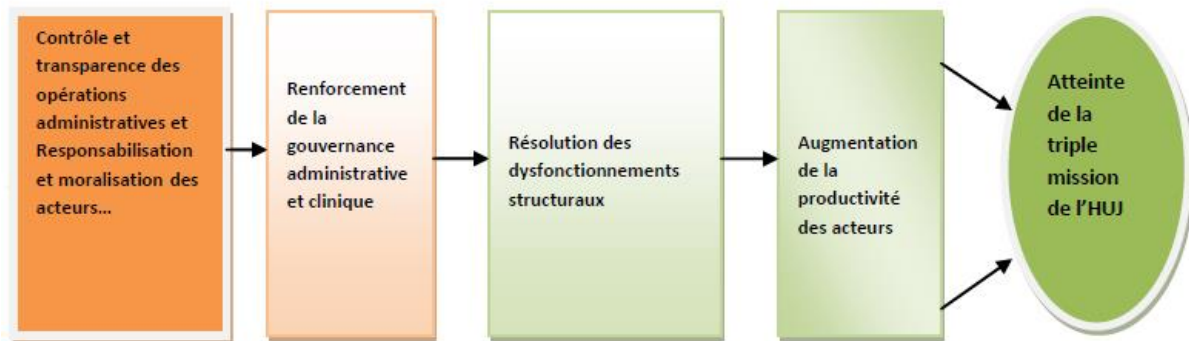 Contrôle et
transparence des
opérations
administratives et
Responsabilisation
et moralisation des
acteurs...
Renforcement
de la
gouvernance
administrative
et clinique
Résolution des
dysfonctionnements
structuraux
Augmentation
de la
productivité
des acteurs
Atteinte
de la
triple
mission
de l'HUJ